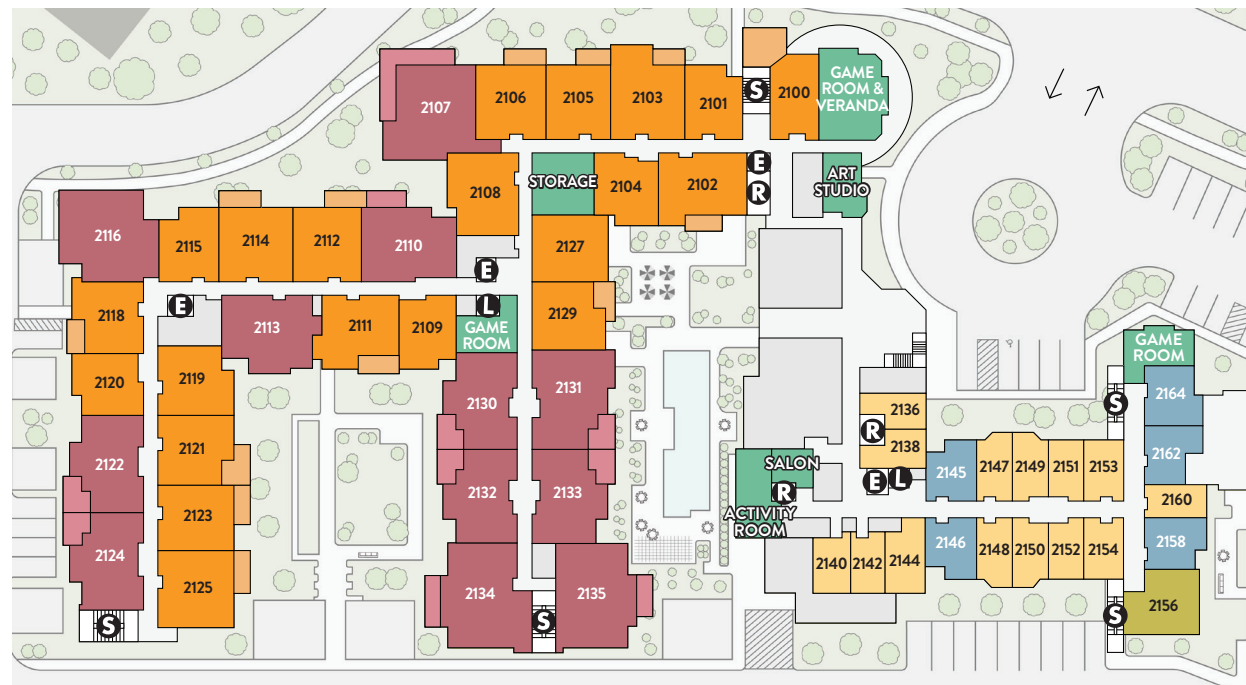 2107
2106
2105
2103
2101
S
2100
GAME
ROOM &
VERANDA
2108
STORAGE
2104
2102
E
R
ART
STUDIO
2116
2115
2114
2112
2110
2127
E
E
L
2118
2113
2111
2109
GAME
ROOM
2129
GAME
ROOM
2120
2119
2130
2131
2164
S
2136
R
2138
2121
2122
2162
SALON
2145
2147
2149
2151
2153
E
L
R
2132
2133
2123
2160
ACTIVITY
ROOM
2124
2146
2148
2150
2152
2154
2158
2140
2142
2144
2125
2134
2135
2156
S
S
S